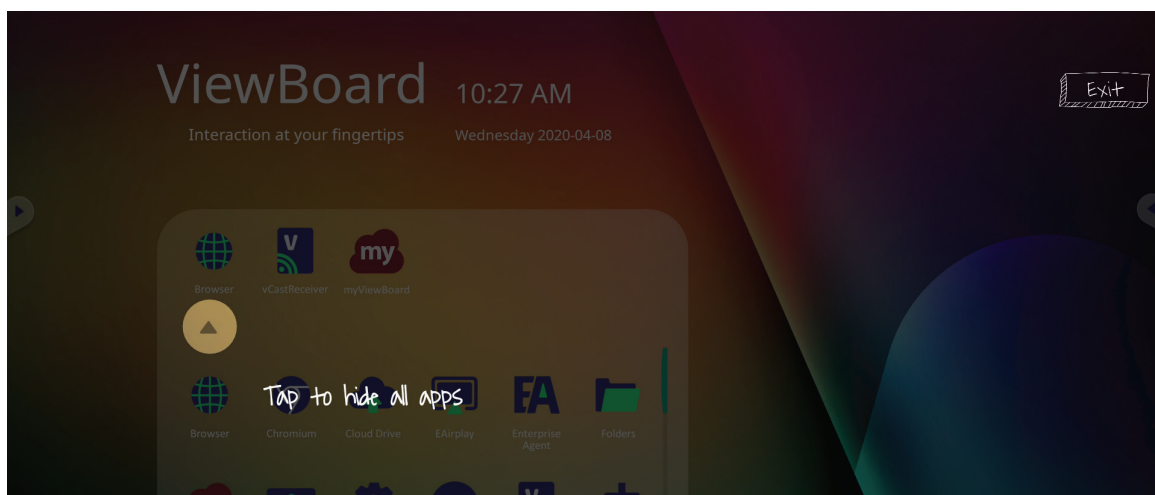 ViewBoard
10:27 AM
Exit
Interaction at your fingertips
Wednesday 2020-04-08
V
my
Browser
vCastReceiver
myViewBoard
Tap to hide all apps
EA
Browser
Chromium
Cloud Drive
EAirplay
Enterprise
Agent
Folders
V